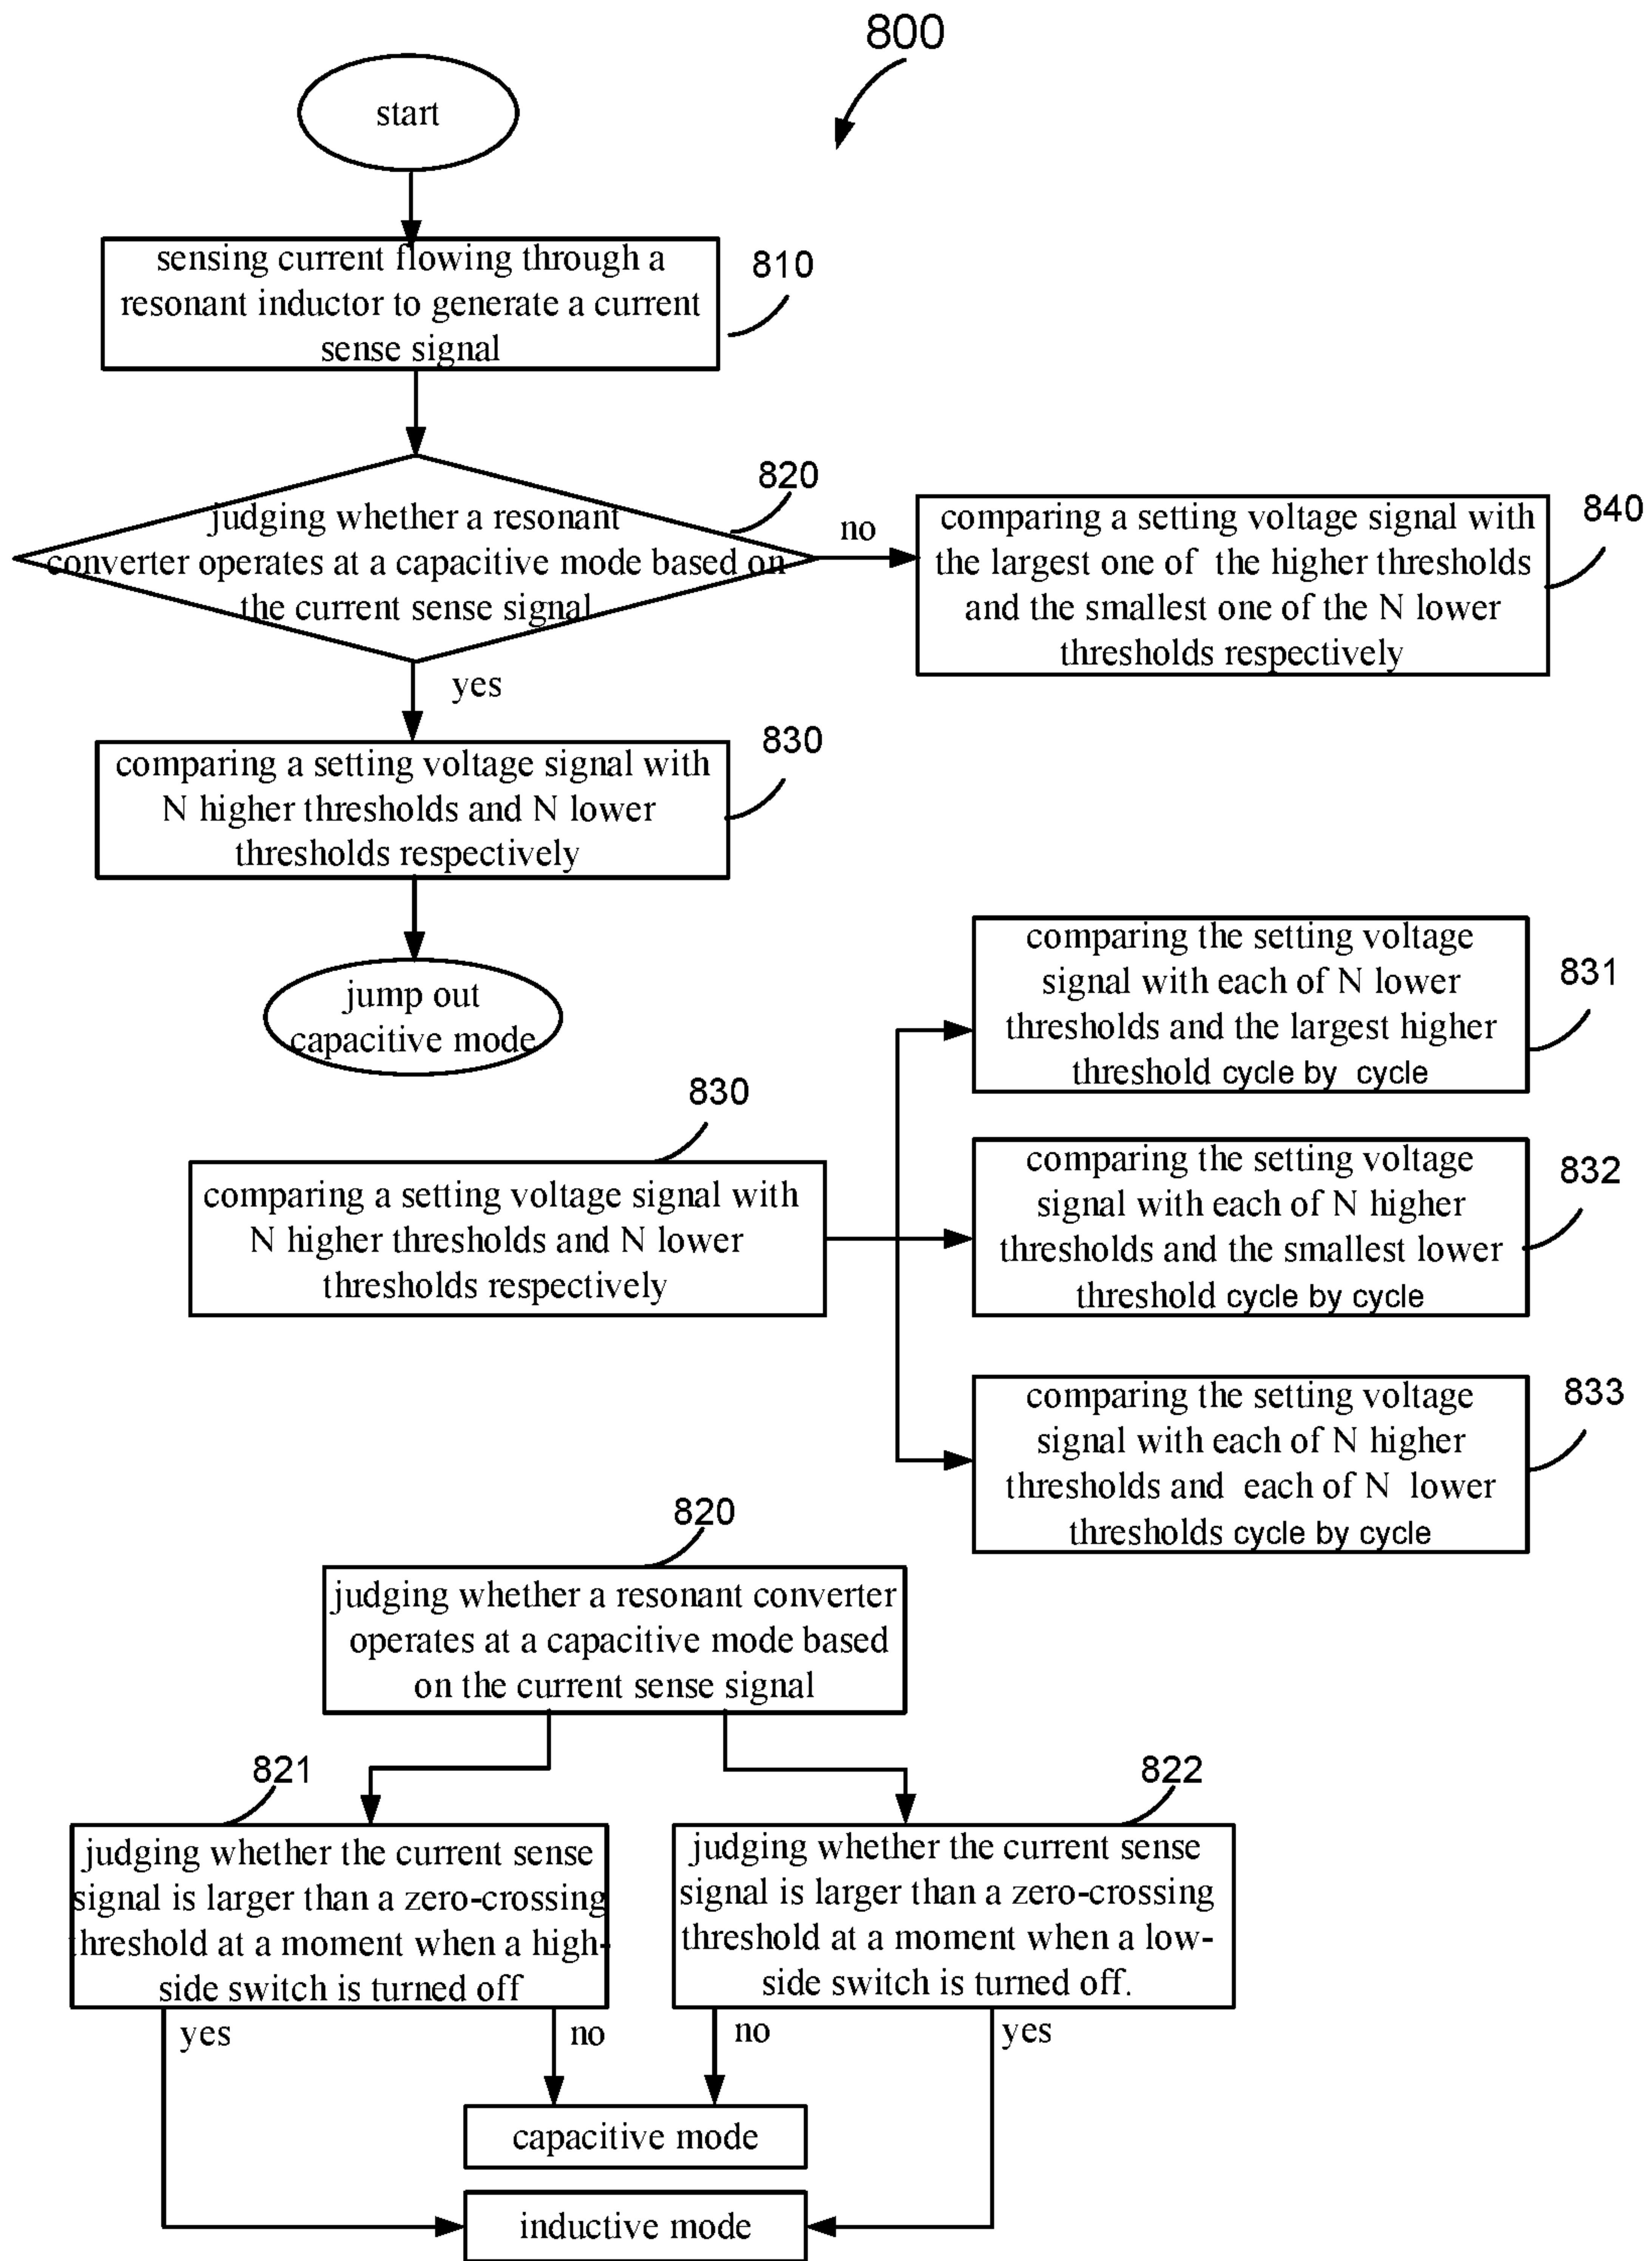 800
start
sensing current flowing through a
resonant inductor to generate a current
sense signal
810
judging whether a resonant
converter operates at a capacitive mode based on
the current sense signal
820
no
comparing a setting voltage signal with
the largest one of the higher thresholds
and the smallest one of the N lower
thresholds respectively
840
yes
comparing a setting voltage signal with
N higher thresholds and N lower
thresholds respectively
830
jump out
capacitive mode
830
comparing a setting voltage signal with
N higher thresholds and N lower
thresholds respectively
comparing the setting voltage
signal with each of N lower
thresholds and the largest higher
threshold cycle by cycle
831
comparing the setting voltage
signal with each of N higher
thresholds and the smallest lower
threshold cycle by cycle
832
comparing the setting voltage
signal with each of N higher
thresholds and each of N lower
thresholds cycle by cycle
833
820
judging whether a resonant converter
operates at a capacitive mode based
on the current sense signal
821
judging whether the current sense
signal is larger than a zero-crossing
threshold at a moment when a high-
side switch is turned off
822
judging whether the current sense
signal is larger than a zero-crossing
threshold at a moment when a low-
side switch is turned off.
yes
no
no
yes
capacitive mode
inductive mode